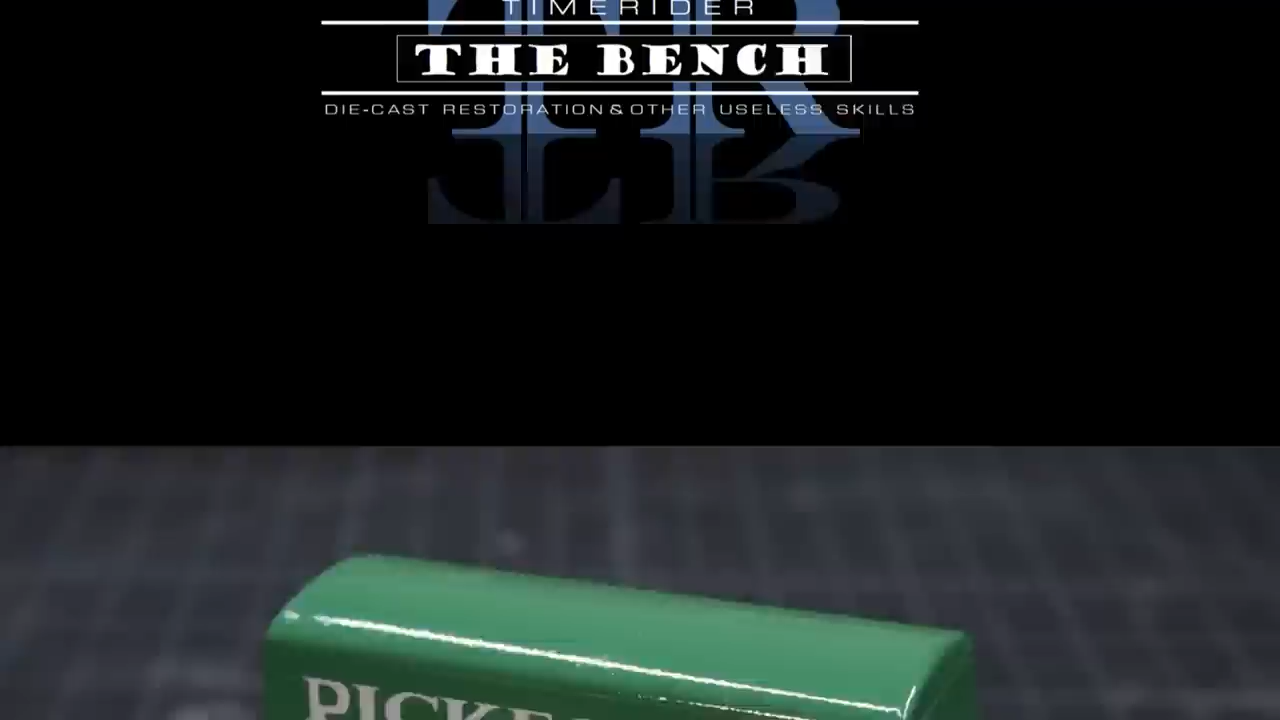 TIMERIDER
THE BENCH
DIE-CAST RESTORATION & OTHER USELESS SKILLS